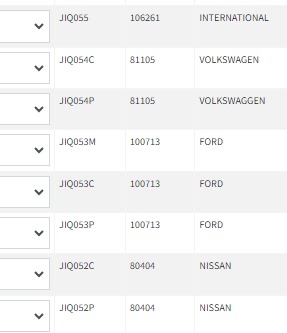 JIQ055 106261 INTERNATIONAL
JIQ054C 81105 VOLKSWAGEN
JIQ054P 81105 VOLKSWAGGEN
JIQ053M 100713 FORD
JIQ053C 100713 FORD
JIQ053P 100713 FORD
JIQ052C 80404 NISSAN
JIQ052P 80404 NISSAN